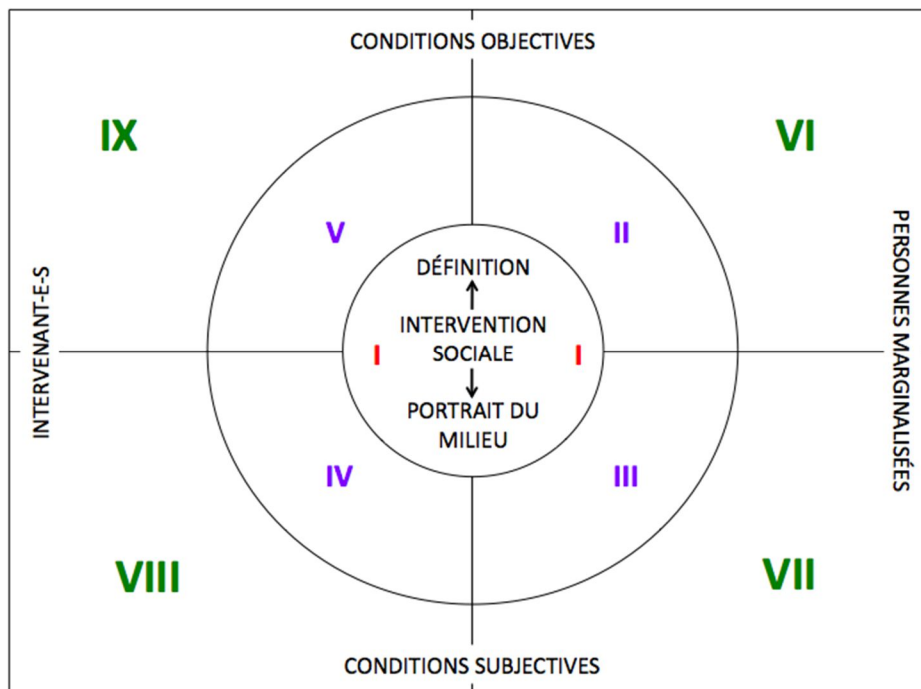 CONDITIONS OBJECTIVES
IX
VI
V
II
DÉFINITION
INTERVENTION
SOCIALE
I
I
PORTRAIT DU
MILIEU
INTERVENANT-E-S
PERSONNES MARGINALISÉES
IV
III
VIII
VII
CONDITIONS SUBJECTIVES